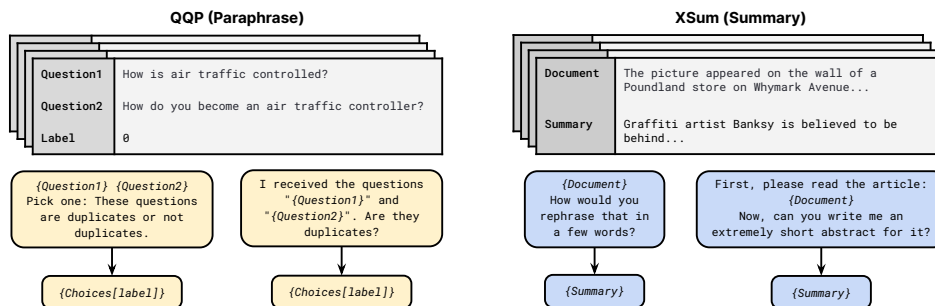 QQP (Paraphrase)
Question1 How is air traffic controlled?
Question2 How do you become an air traffic controller?
Label 0
{Question1} {Question2}
Pick one: These questions
are duplicates or not
duplicates.
{Choices[label]}
I received the questions
"{Question1}" and
"{Question2}". Are they
duplicates?
{Choices[label]}
XSum (Summary)
Document The picture appeared on the wall of a
Poundland store on Whymark Avenue...
Summary Graffiti artist Banksy is believed to be
behind...
{Document}
How would you
rephrase that in
a few words?
{Summary}
First, please read the article:
{Document}
Now, can you write me an
extremely short abstract for it?
{Summary}